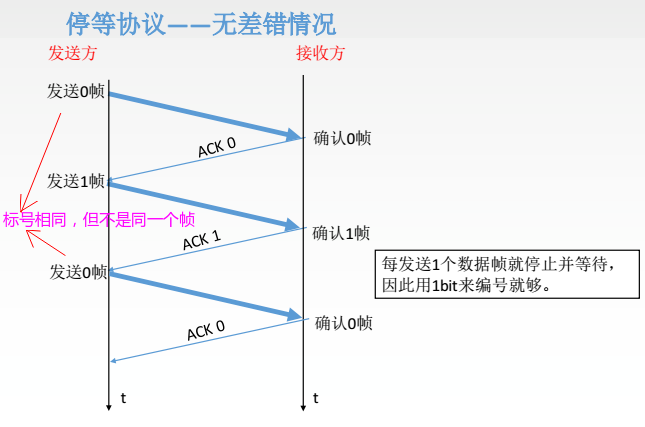 停等协议——无差错情况
发送方
接收方
发送0帧
ACK 0
确认0帧
发送1帧
标号相同，但不是同一个帧
ACK 1
确认1帧
发送0帧
每发送1个数据帧就停止并等待，
因此用1bit来编号就够。
ACK 0
确认0帧
t
t